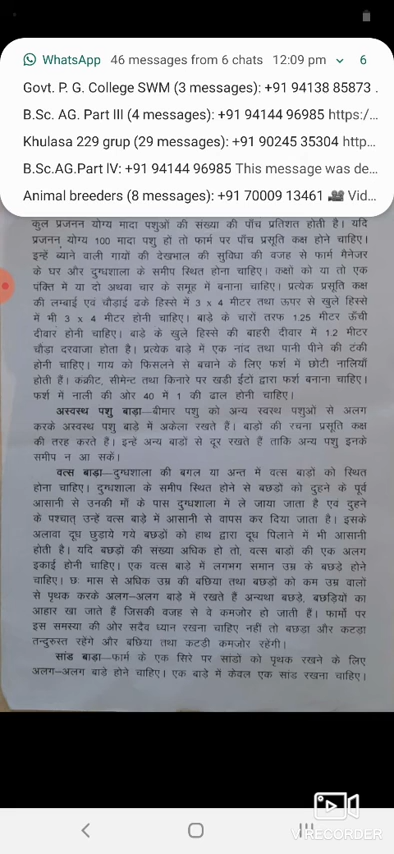 WhatsApp 46 messages from 6 chats 12:09 pm 6
Govt. P. G. College SWM (3 messages): +91 94138 85873 .
B.Sc. AG. Part III (4 messages): +91 94144 96985 https:/...
Khulasa 229 grup (29 messages): +91 90245 35304 http...
B.Sc.AG.Part lV: +91 94144 96985 This message was de...
Animal breeders (8 messages): +91 70009 13461 🎥 Vid...
कुल प्रजनन योग्य मादा पशुओं की संख्या की पाँच प्रतिशत होती है। यदि
प्रजनन योग्य 100 मादा पशु हों तो फार्म पर पाँच प्रसूति कक्ष होने चाहिए।
इन्हें ब्याने वाली गायों की देखभाल की सुविधा की वजह से फार्म मैनेजर
के घर और दुग्धशाला के समीप स्थित होना चाहिए। कक्षों को या तो एक
पंक्ति में या दो अथवा चार के समूह में बनाना चाहिए। प्रत्येक प्रसूति कक्ष
की लम्बाई एवं चौड़ाई ढके हिस्से में 3 x 4 मीटर तथा ऊपर से खुले हिस्से
में भी 3 x 4 मीटर होनी चाहिए। बाड़े के चारों तरफ 1.25 मीटर ऊँची
दीवार होनी चाहिए। बाड़े के खुले हिस्से की बाहरी दीवार में 1.2 मीटर
चौड़ा दरवाजा होता है। प्रत्येक बाड़े में एक नांद तथा पानी पीने की टंकी
होनी चाहिए। गाय को फिसलने से बचाने के लिए फर्श में छोटी नालियाँ
होती हैं। कंक्रीट, सीमेन्ट तथा किनारे पर खडी ईंटों द्वारा फर्श बनाना चाहिए।
फर्श में नाली की ओर 40 में 1 की ढाल होनी चाहिए।
अस्वस्थ पशु बाड़ा–बीमार पशु को अन्य स्वस्थ पशुओं से अलग
करके अस्वस्थ पशु बाड़े में अकेला रखते हैं। बाडों की रचना प्रसूति कक्ष
की तरह करते हैं। इन्हें अन्य बाडों से दूर रखते हैं ताकि अन्य पशु इनके
समीप न आ सकें।
वत्स बाड़ा–दुग्धशाला की बगल या अन्त में वत्स बाडों को स्थित
होना चाहिए। दुग्धशाला के समीप स्थित होने से बछडों को दुहने के पूर्व
आसानी से उनकी माँ के पास दुग्धशाला में ले जाया जाता है एवं दुहने
के पश्चात् उन्हें वत्स बाड़े में आसानी से वापस कर दिया जाता है। इसके
अलावा दूध छुडाये गये बछडों को हाथ द्वारा दूध पिलाने में भी आसानी
होती है। यदि बछडों की संख्या अधिक हो तो, वत्स बाडों की एक अलग
इकाई होनी चाहिए। एक वत्स बाड़े में लगभग समान उम्र के बछडे होने
चाहिए। छः मास से अधिक उम्र की बछिया तथा बछडों को कम उम्र वालों
से पृथक करके अलग–अलग बाडे में रखते हैं अन्यथा बछडे, बछडियों का
आहार खा जाते हैं जिसकी वजह से वे कमजोर हो जाती हैं। फार्मों पर
इस समस्या की ओर सदैव ध्यान रखना चाहिए नहीं तो बछडा और कटड़ा
तन्दुरुस्त रहेंगे और बछिया तथा कटड़ी कमजोर रहेंगी।
सांड बाड़ा–फार्म के एक सिरे पर सांडों को पृथक रखने के लिए
अलग–अलग बाडे होने चाहिए। एक बाडे में केवल एक सांड रखना चाहिए।
VIRECORDER